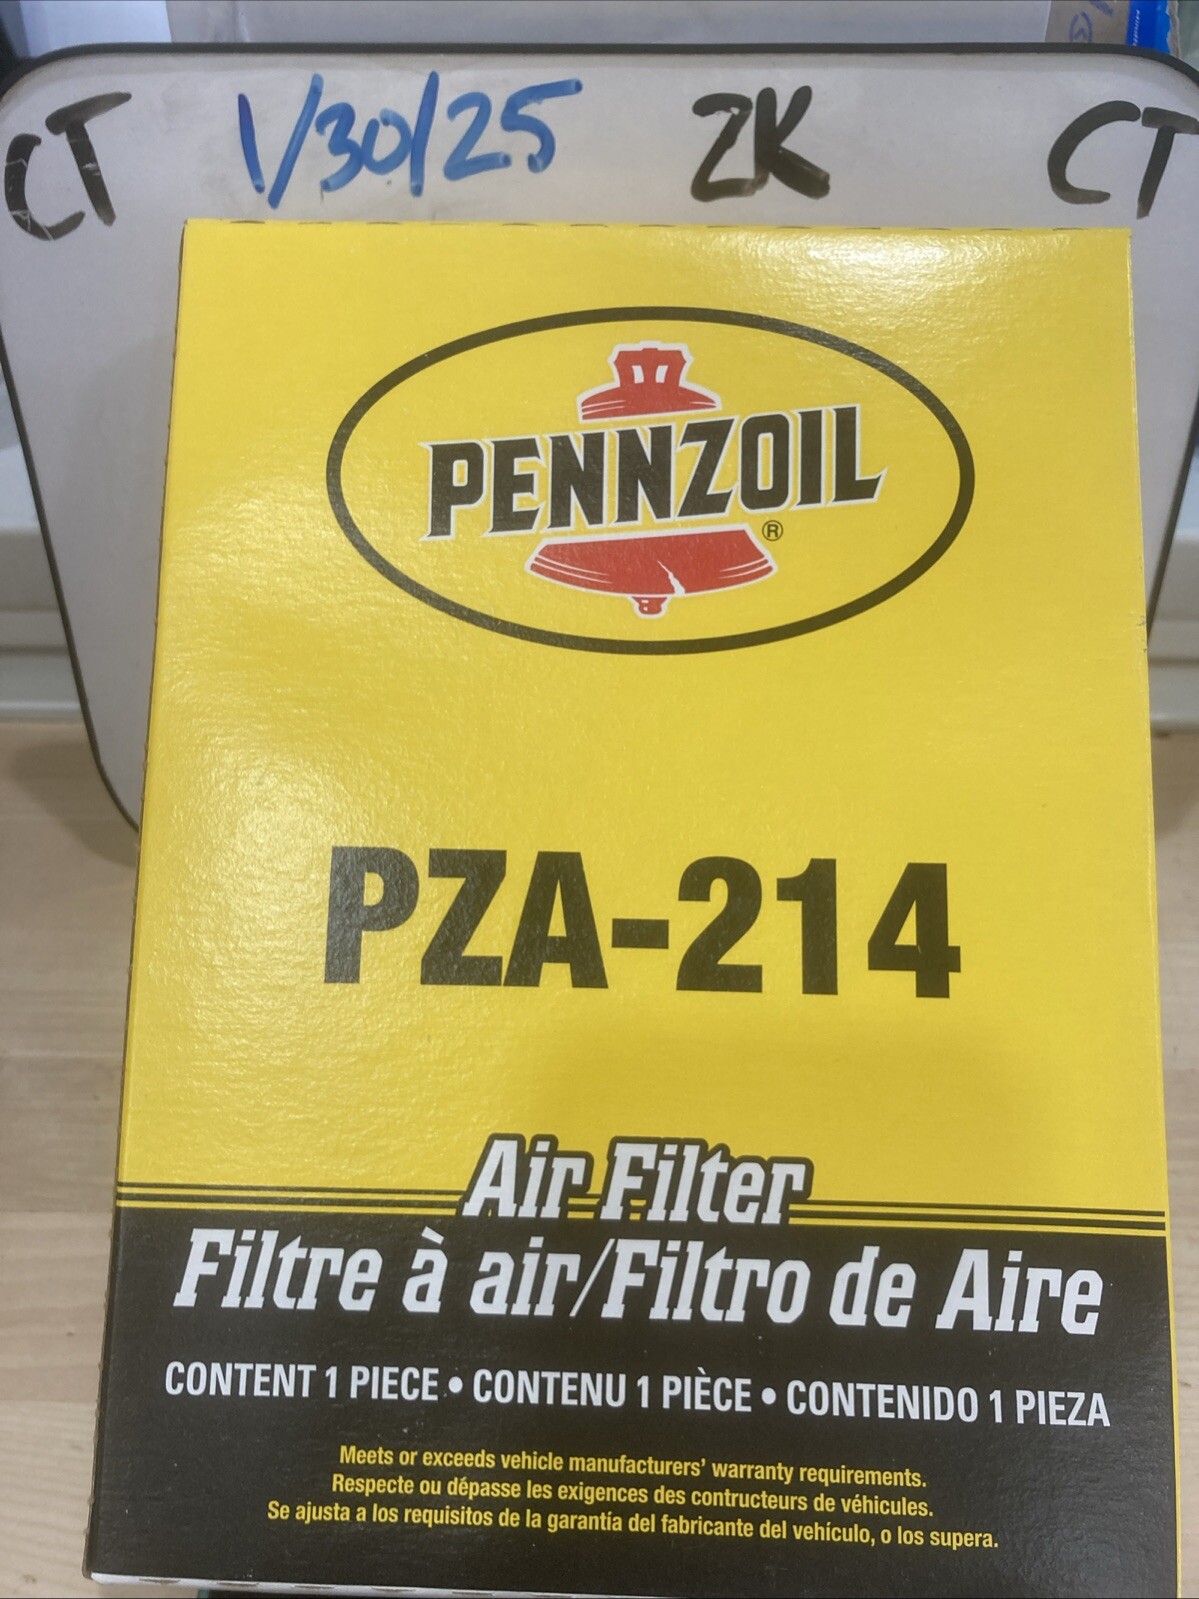 CT 1/30/25 ZK CT
PENNZOIL
®
PZA-214
Air Filter
Filtre à air/Filtro de Aire
CONTENT 1 PIECE • CONTENU 1 PIÈCE • CONTENIDO 1 PIEZA
Meets or exceeds vehicle manufacturers' warranty requirements.
Respecte ou dépasse les exigences des contructeurs de véhicules.
Se ajusta a los requisitos de la garantía del fabricante del vehículo, o los supera.